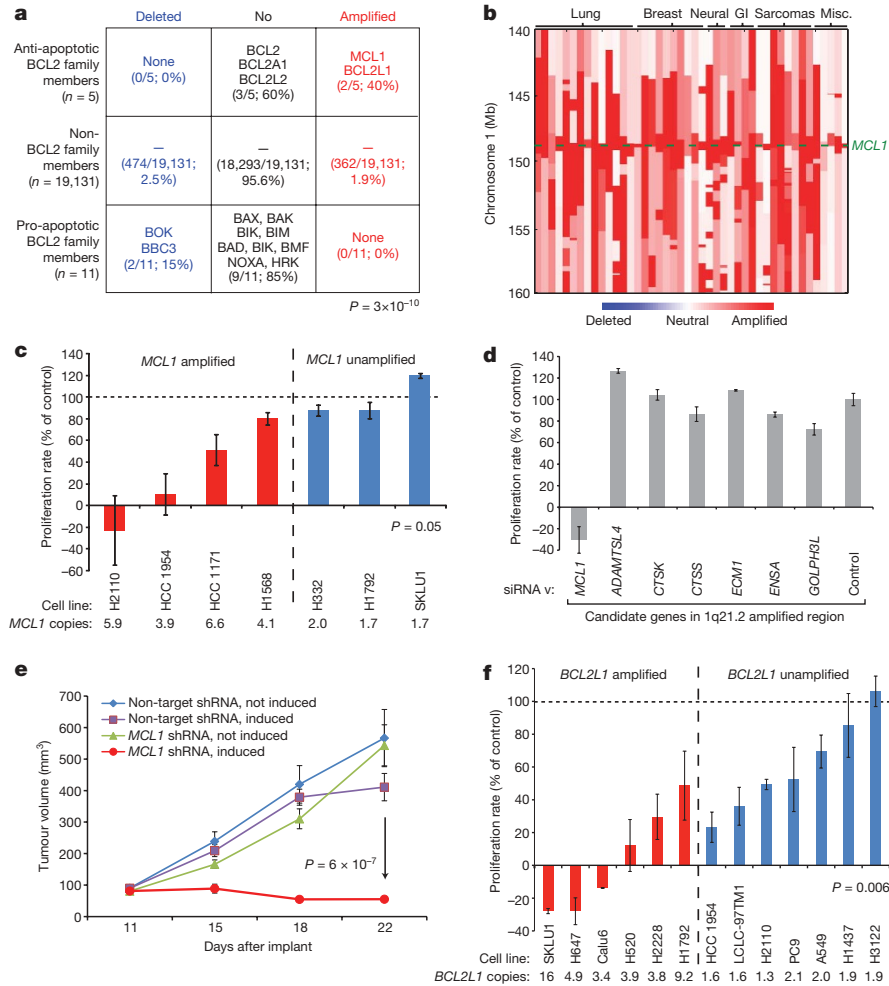 a
Deleted No Amplified
Anti-apoptotic
BCL2 family
members
(n = 5)
None
(0/5; 0%)
BCL2
BCL2A1
BCL2L2
(3/5; 60%)
MCL1
BCL2L1
(2/5; 40%)
Non-
BCL2 family
members
(n = 19,131)
—
(474/19,131;
2.5%)
—
(18,293/19,131;
95.6%)
—
(362/19,131;
1.9%)
Pro-apoptotic
BCL2 family
members
(n = 11)
BOK
BBC3
(2/11; 15%)
BAX, BAK
BIK, BIM
BAD, BIK, BMF
NOXA, HRK
(9/11; 85%)
None
(0/11; 0%)
P = 3×10⁻¹⁰
b
Lung Breast Neural GI Sarcomas Misc.
Chromosome 1 (Mb)
140
145
150
155
160
MCL1
Deleted Neutral Amplified
c
Proliferation rate (% of control)
140
120
100
80
60
40
20
0
−20
−40
−60
MCL1 amplified
MCL1 unamplified
P = 0.05
Cell line: H2110 HCC 1954 HCC 1171 H1568 H332 H1792 SKLU1
MCL1 copies: 5.9 3.9 6.6 4.1 2.0 1.7 1.7
d
Proliferation rate (% of control)
140
120
100
80
60
40
20
0
−20
−40
−60
siRNA v: MCL1 ADAMTSL4 CTSK CTSS ECM1 ENSA GOLPH3L Control
Candidate genes in 1q21.2 amplified region
e
Tumour volume (mm³)
700
600
500
400
300
200
100
0
Non-target shRNA, not induced
Non-target shRNA, induced
MCL1 shRNA, not induced
MCL1 shRNA, induced
P = 6 × 10⁻⁷
11 15 18 22
Days after implant
f
Proliferation rate (% of control)
120
100
80
60
40
20
0
−20
−40
BCL2L1 amplified
BCL2L1 unamplified
P = 0.006
Cell line: SKLU1 H647 Calu6 H520 H2228 H1792 HCC 1954 LCLC-97TM1 H2110 PC9 A549 H1437 H3122
BCL2L1 copies: 16 4.9 3.4 3.9 3.8 9.2 1.6 1.6 1.3 2.1 2.0 1.9 1.9